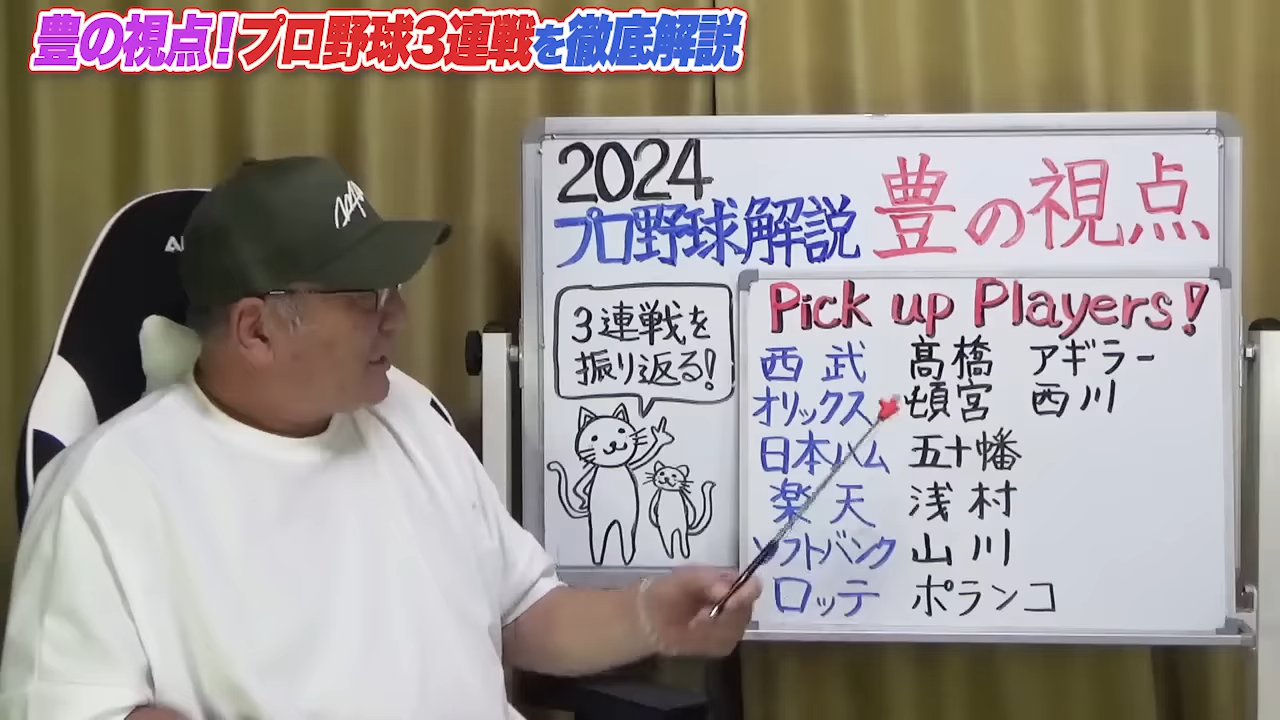 豊の視点!プロ野球3連戦を徹底解説
2024
プロ野球解説 豊の視点
3連戦を
振り返る!
Pick up Players!
西武 髙橋 アギラー
オリックス 頓宮 西川
日本ハム 五十幡
楽天 浅村
ソフトバンク 山川
ロッテ ポランコ